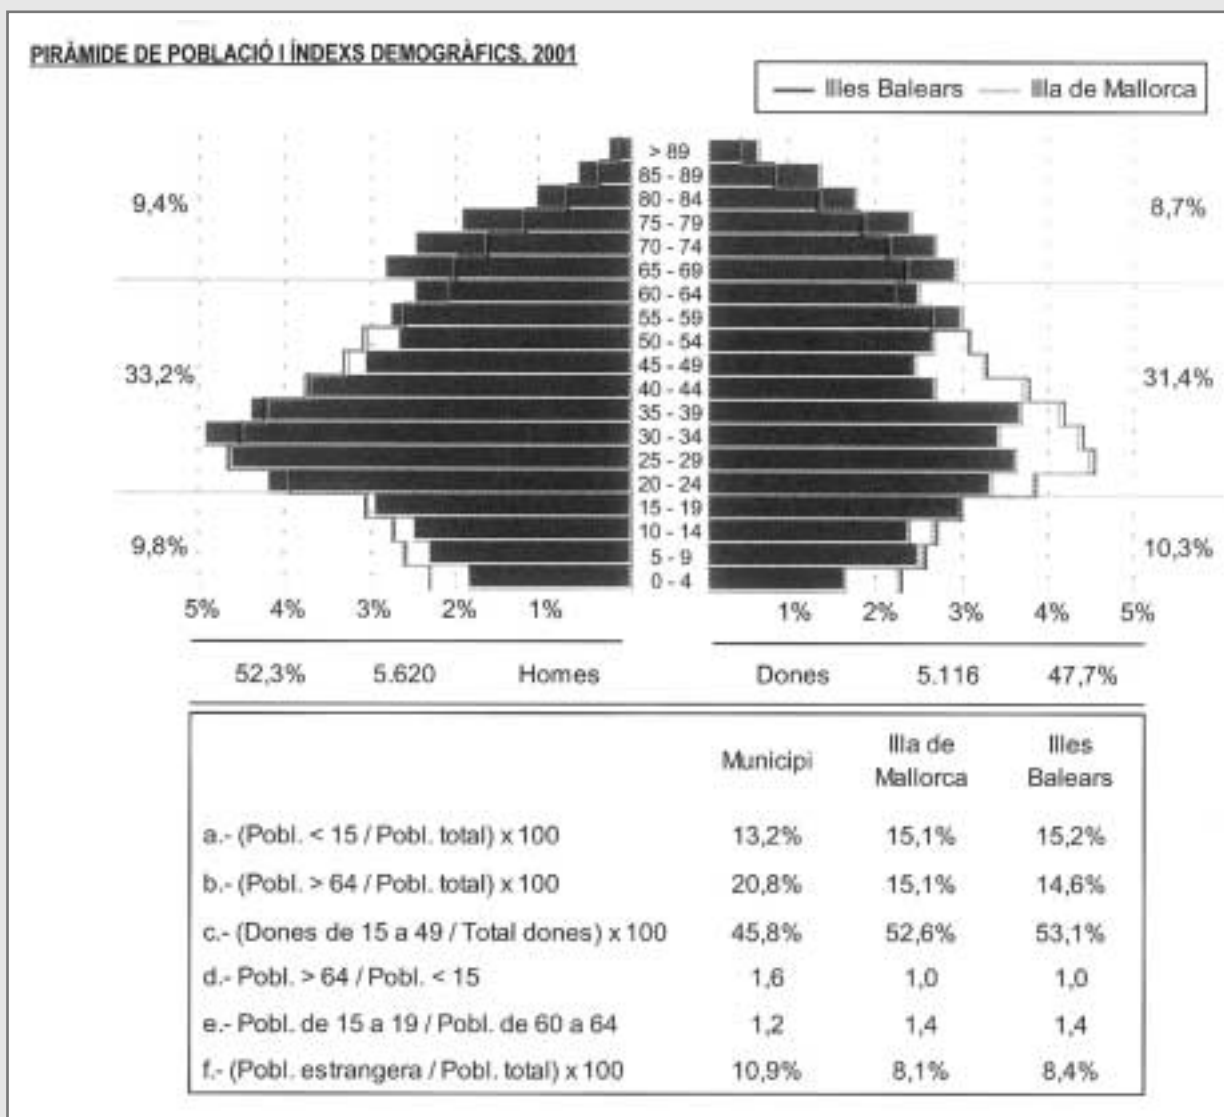 PIRÀMIDE DE POBLACIÓ I ÍNDEXS DEMOGRÀFICS. 2001
Illes Balears Illa de Mallorca
> 89
85 - 89
80 - 84
9,4% 8,7%
75 - 79
70 - 74
65 - 69
60 - 64
55 - 59
50 - 54
45 - 49
33,2% 31,4%
40 - 44
35 - 39
30 - 34
25 - 29
20 - 24
15 - 19
10 - 14
9,8% 10,3%
5 - 9
0 - 4
5% 4% 3% 2% 1% 1% 2% 3% 4% 5%
52,3% 5.620 Homes Dones 5.116 47,7%
Municipi Illa de Mallorca Illes Balears
a.- (Pobl. < 15 / Pobl. total) x 100 13,2% 15,1% 15,2%
b.- (Pobl. > 64 / Pobl. total) x 100 20,8% 15,1% 14,6%
c.- (Dones de 15 a 49 / Total dones) x 100 45,8% 52,6% 53,1%
d.- Pobl. > 64 / Pobl. < 15 1,6 1,0 1,0
e.- Pobl. de 15 a 19 / Pobl. de 60 a 64 1,2 1,4 1,4
f.- (Pobl. estrangera / Pobl. total) x 100 10,9% 8,1% 8,4%